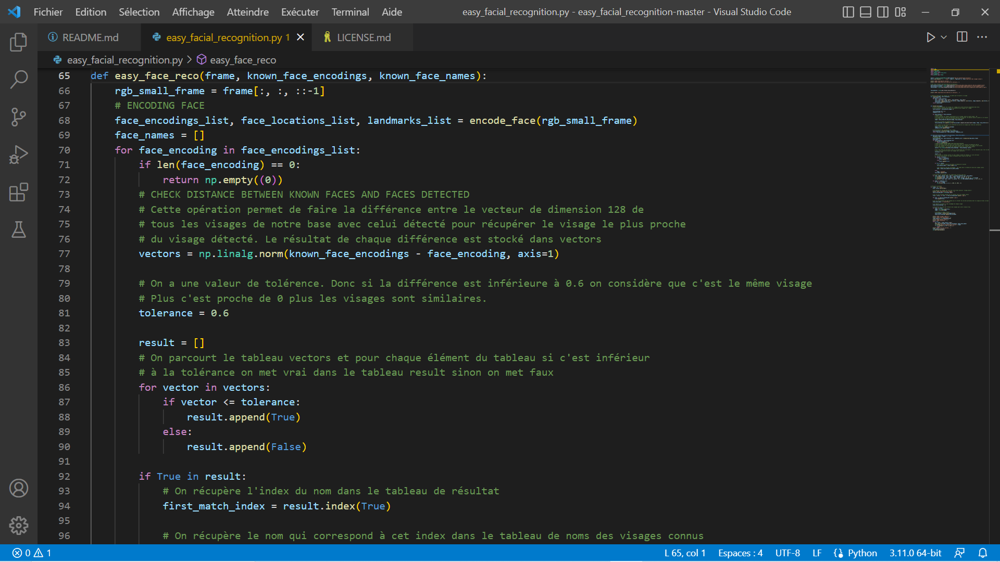 Fichier Edition Sélection Affichage Atteindre Exécuter Terminal Aide easy_facial_recognition.py - easy_facial_recognition-master - Visual Studio Code
README.md easy_facial_recognition.py 1 LICENSE.md
easy_facial_recognition.py > easy_face_reco
65 def easy_face_reco(frame, known_face_encodings, known_face_names):
66 rgb_small_frame = frame[:, :, ::-1]
67 # ENCODING FACE
68 face_encodings_list, face_locations_list, landmarks_list = encode_face(rgb_small_frame)
69 face_names = []
70 for face_encoding in face_encodings_list:
71 if len(face_encoding) == 0:
72 return np.empty((0))
73 # CHECK DISTANCE BETWEEN KNOWN FACES AND FACES DETECTED
74 # Cette opération permet de faire la différence entre le vecteur de dimension 128 de
75 # tous les visages de notre base avec celui détecté pour récupérer le visage le plus proche
76 # du visage détecté. Le résultat de chaque différence est stocké dans vectors
77 vectors = np.linalg.norm(known_face_encodings - face_encoding, axis=1)
78
79 # On a une valeur de tolérence. Donc si la différence est inférieure à 0.6 on considère que c'est le même visage
80 # Plus c'est proche de 0 plus les visages sont similaires.
81 tolerance = 0.6
82
83 result = []
84 # On parcourt le tableau vectors et pour chaque élément du tableau si c'est inférieur
85 # à la tolérance on met vrai dans le tableau result sinon on met faux
86 for vector in vectors:
87 if vector <= tolerance:
88 result.append(True)
89 else:
90 result.append(False)
91
92 if True in result:
93 # On récupère l'index du nom dans le tableau de résultat
94 first_match_index = result.index(True)
95
96 # On récupère le nom qui correspond à cet index dans le tableau de noms des visages connus
0 1 L 65, col 1 Espaces : 4 UTF-8 LF Python 3.11.0 64-bit